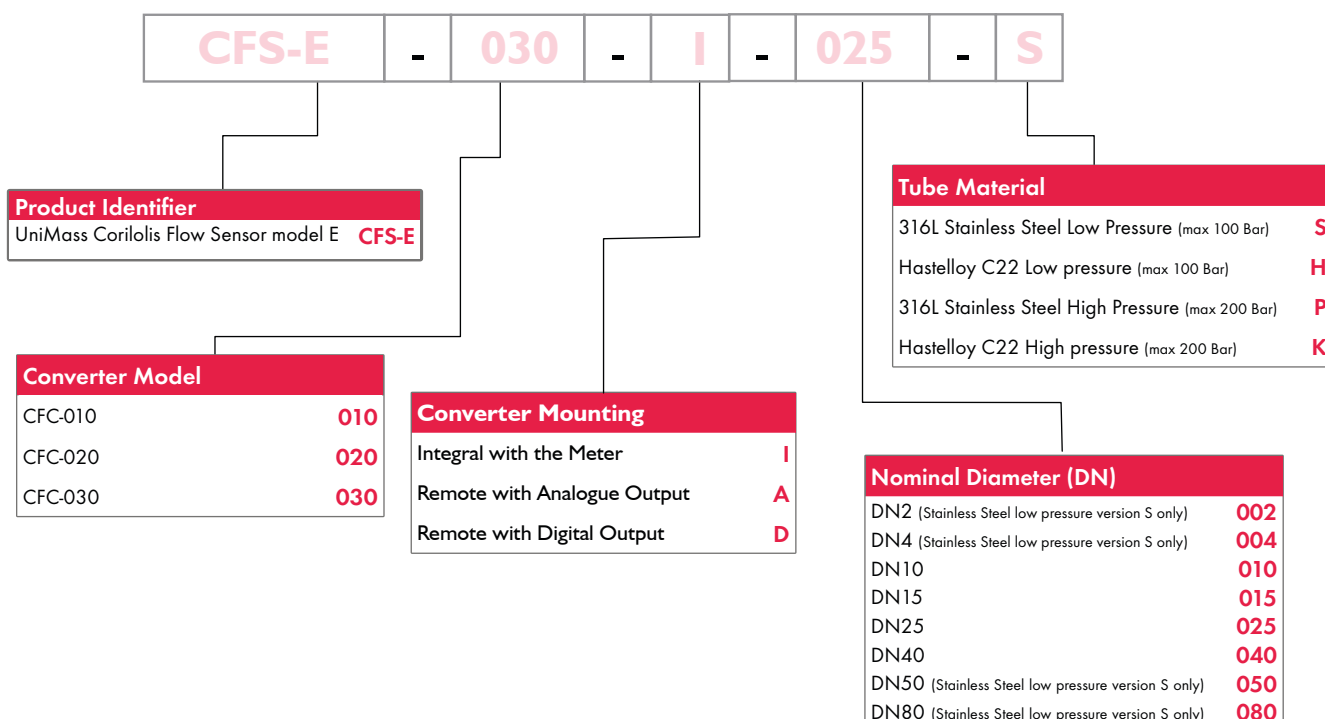 CFS-E - 030 - I - 025 - S
Product Identifier
UniMass Corilolis Flow Sensor model E CFS-E
Converter Model
CFC-010 010
CFC-020 020
CFC-030 030
Converter Mounting
Integral with the Meter I
Remote with Analogue Output A
Remote with Digital Output D
Tube Material
316L Stainless Steel Low Pressure (max 100 Bar) S
Hastelloy C22 Low pressure (max 100 Bar) H
316L Stainless Steel High Pressure (max 200 Bar) P
Hastelloy C22 High pressure (max 200 Bar) K
Nominal Diameter (DN)
DN2 (Stainless Steel low pressure version S only) 002
DN4 (Stainless Steel low pressure version S only) 004
DN10 010
DN15 015
DN25 025
DN40 040
DN50 (Stainless Steel low pressure version S only) 050
DN80 (Stainless Steel low pressure version S only) 080